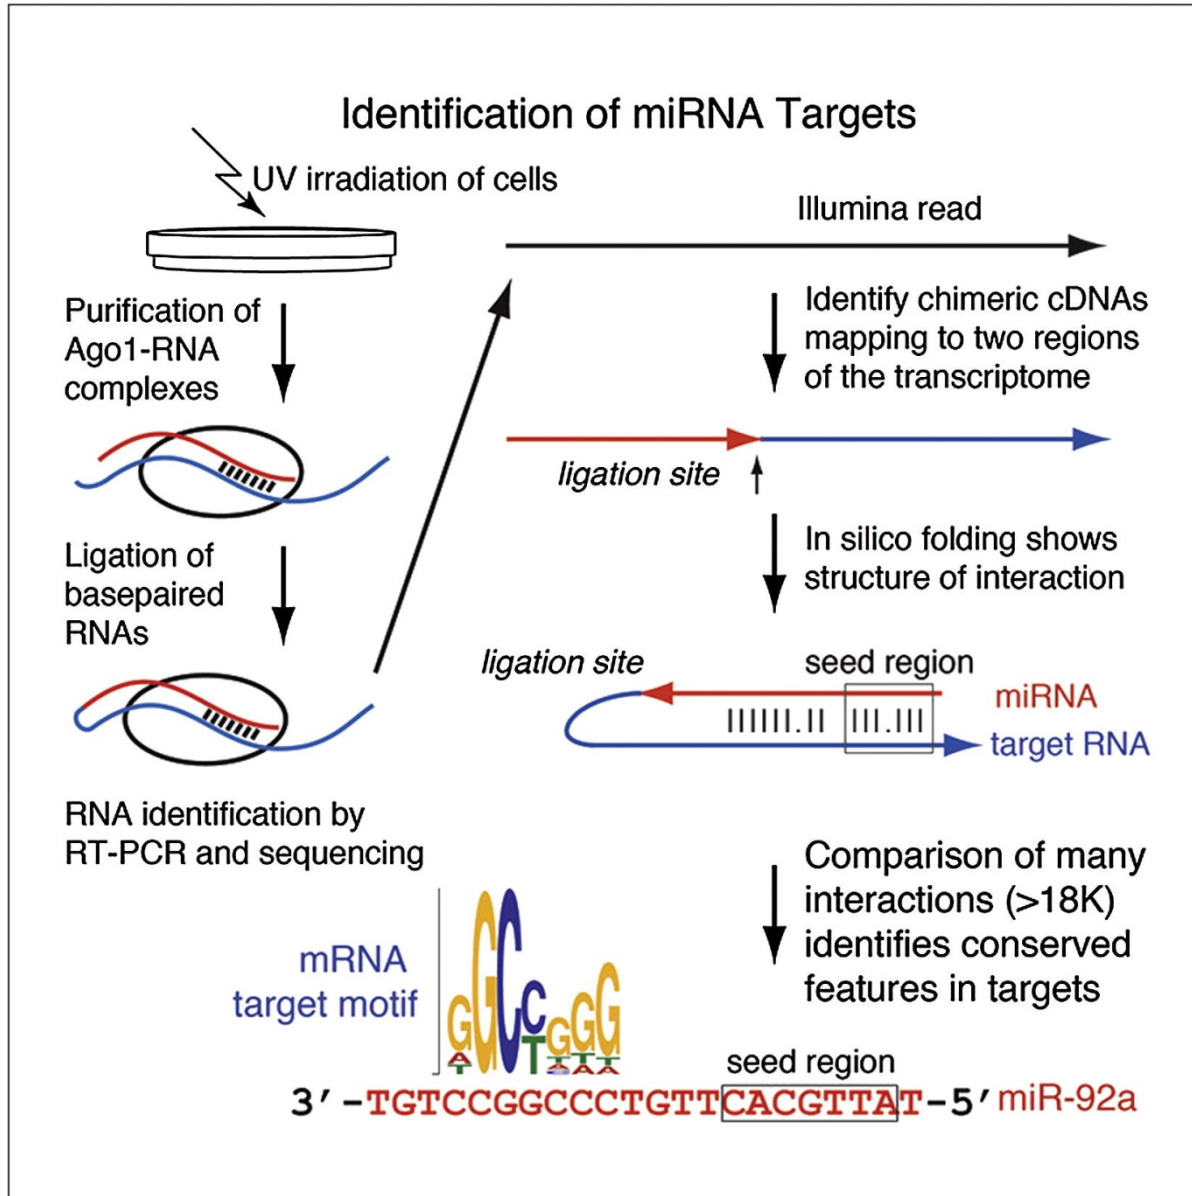 Identification of miRNA Targets
UV irradiation of cells
Purification of
Ago1-RNA
complexes
Ligation of
basepaired
RNAs
RNA identification by
RT-PCR and sequencing
Illumina read
Identify chimeric cDNAs
mapping to two regions
of the transcriptome
ligation site
In silico folding shows
structure of interaction
ligation site
seed region
miRNA
target RNA
Comparison of many
interactions (>18K)
identifies conserved
features in targets
mRNA
target motif
GGCCGGG
seed region
3′ –TGTCCGGCCCTGTTCACGTTAT–5′ miR-92a